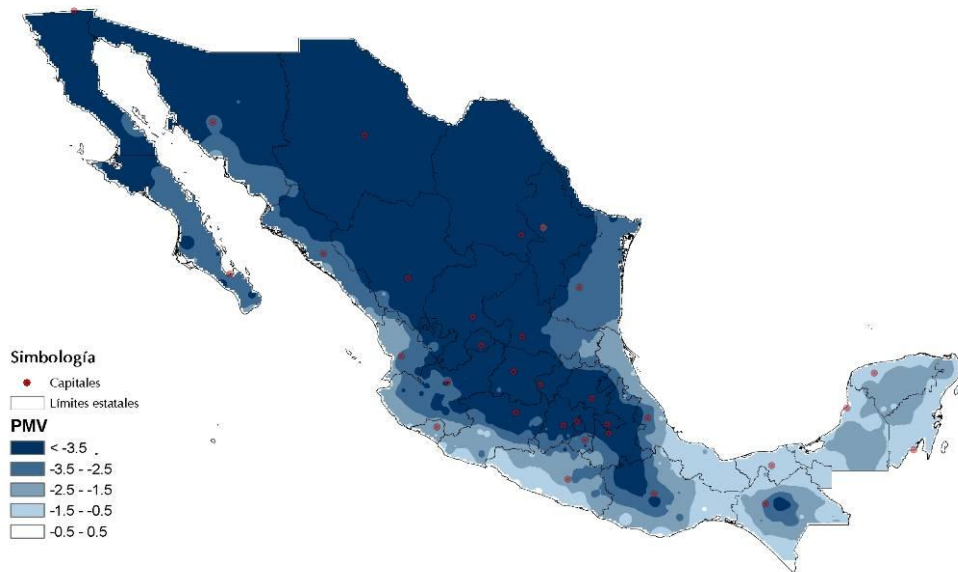 Simbología
Capitales
Límites estatales
PMV
< -3.5
-3.5 - -2.5
-2.5 - -1.5
-1.5 - -0.5
-0.5 - 0.5